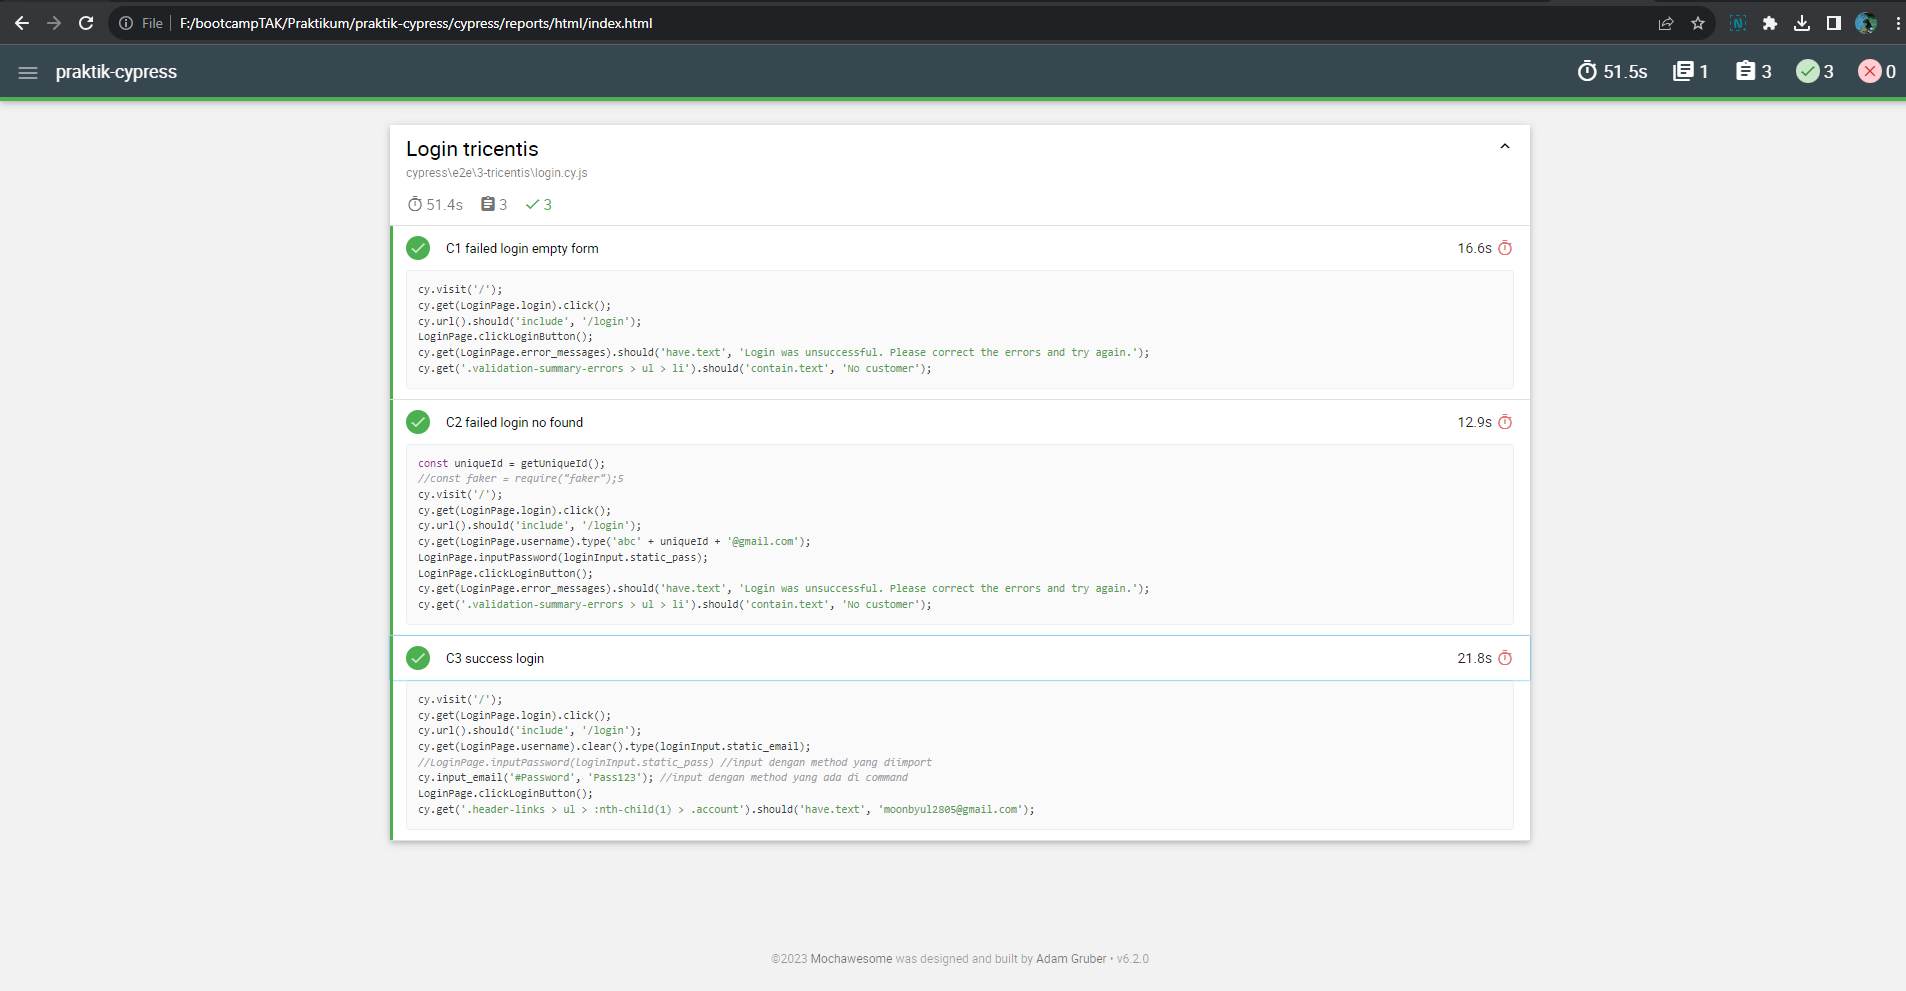 File
F:/bootcampTAK/Praktikum/praktik-cypress/cypress/reports/html/index.html
praktik-cypress
51.5s
1
3
3
0
Login tricentis
cypress\e2e\3-tricentis\login.cy.js
51.4s
3
3
C1 failed login empty form
16.6s
cy.visit('/');
cy.get(LoginPage.login).click();
cy.url().should('include', '/login');
LoginPage.clickLoginButton();
cy.get(LoginPage.error_messages).should('have.text', 'Login was unsuccessful. Please correct the errors and try again.');
cy.get('.validation-summary-errors > ul > li').should('contain.text', 'No customer');
C2 failed login no found
12.9s
const uniqueId = getUniqueId();
//const faker = require("faker");5
cy.visit('/');
cy.get(LoginPage.login).click();
cy.url().should('include', '/login');
cy.get(LoginPage.username).type('abc' + uniqueId + '@gmail.com');
LoginPage.inputPassword(loginInput.static_pass);
LoginPage.clickLoginButton();
cy.get(LoginPage.error_messages).should('have.text', 'Login was unsuccessful. Please correct the errors and try again.');
cy.get('.validation-summary-errors > ul > li').should('contain.text', 'No customer');
C3 success login
21.8s
cy.visit('/');
cy.get(LoginPage.login).click();
cy.url().should('include', '/login');
cy.get(LoginPage.username).clear().type(loginInput.static_email);
//LoginPage.inputPassword(loginInput.static_pass) //input dengan method yang diimport
cy.input_email('#Password', 'Pass123'); //input dengan method yang ada di command
LoginPage.clickLoginButton();
cy.get('.header-links > ul > :nth-child(1) > .account').should('have.text', 'moonbyul2805@gmail.com');
©2023 Mochawesome was designed and built by Adam Gruber • v6.2.0